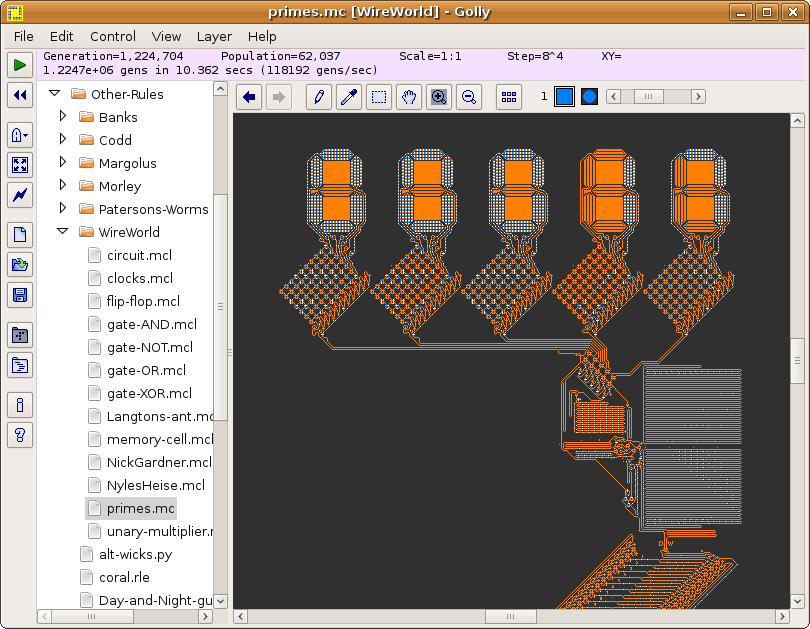 primes.mc [WireWorld] - Golly
File Edit Control View Layer Help
Generation=1,224,704 Population=62,037 Scale=1:1 Step=8^4 XY=
1.2247e+06 gens in 10.362 secs (118192 gens/sec)
1
Other-Rules
Banks
Codd
Margolus
Morley
Patersons-Worms
WireWorld
circuit.mcl
clocks.mcl
flip-flop.mcl
gate-AND.mcl
gate-NOT.mcl
gate-OR.mcl
gate-XOR.mcl
Langtons-ant.mc
memory-cell.mcl
NickGardner.mcl
NylesHeise.mcl
primes.mc
unary-multiplier.r
alt-wicks.py
coral.rle
Day-and-Night-gu